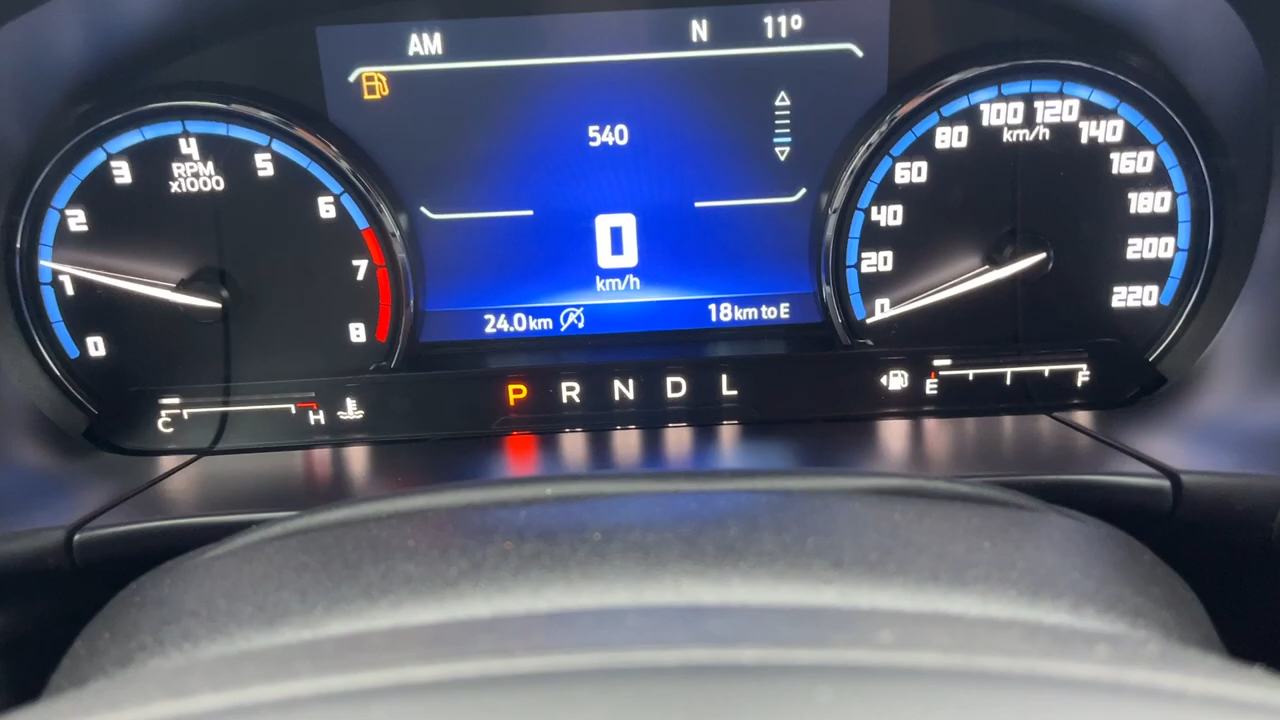 AM N 11°
540
0
km/h
24.0 km 18 km to E
0 1 2 3 4 5 6 7 8
RPM
x1000
0 20 40 60 80 100 120 140 160 180 200 220
km/h
C H
P R N D L
E F